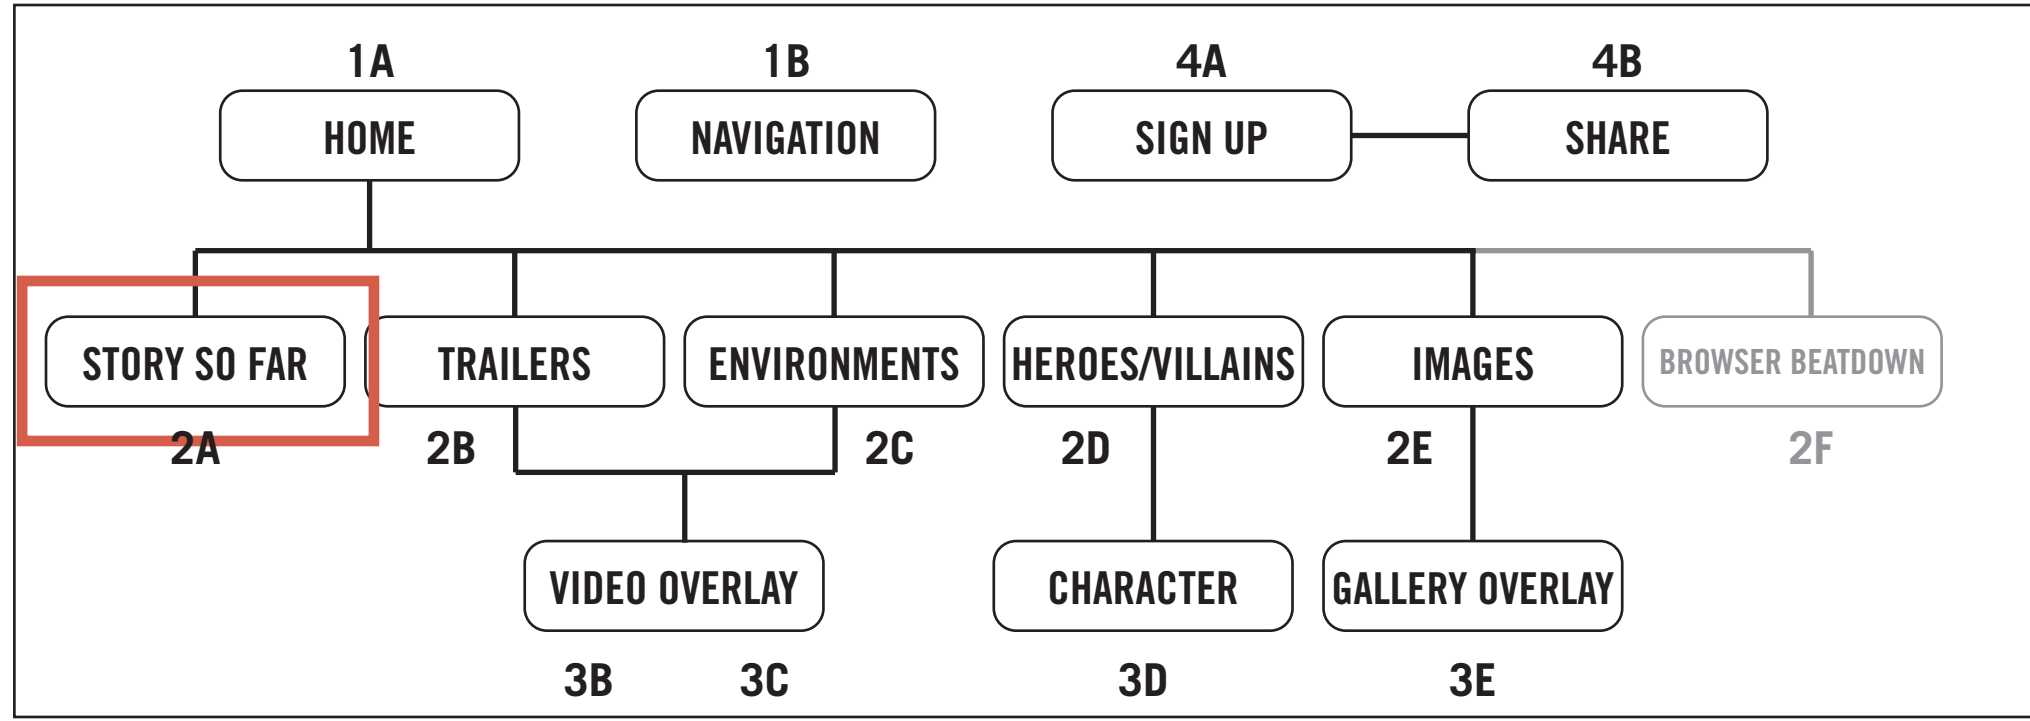 1A 1B 4A 4B
HOME NAVIGATION SIGN UP SHARE
STORY SO FAR TRAILERS ENVIRONMENTS HEROES/VILLAINS IMAGES BROWSER BEATDOWN
2A 2B 2C 2D 2E 2F
VIDEO OVERLAY CHARACTER GALLERY OVERLAY
3B 3C 3D 3E